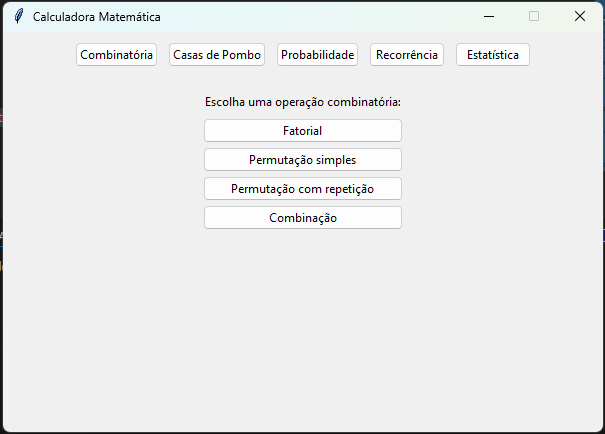 Calculadora Matemática
Combinatória Casas de Pombo Probabilidade Recorrência Estatística
Escolha uma operação combinatória:
Fatorial
Permutação simples
Permutação com repetição
Combinação